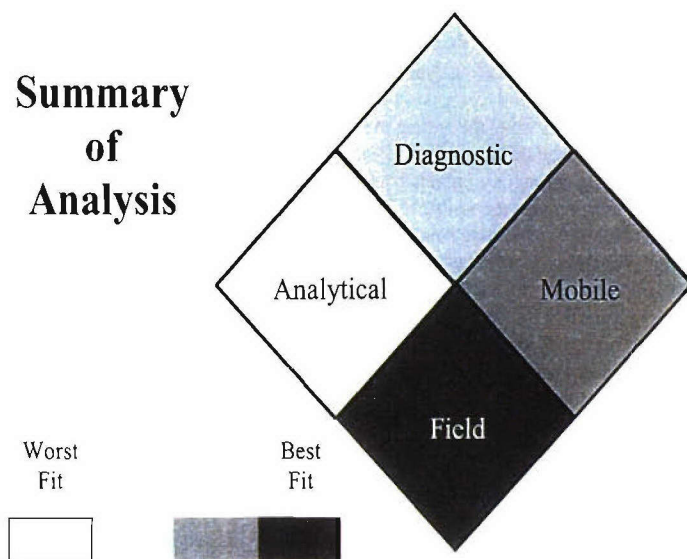 Summary
of
Analysis
Diagnostic
Analytical
Mobile
Field
Worst
Fit
Best
Fit